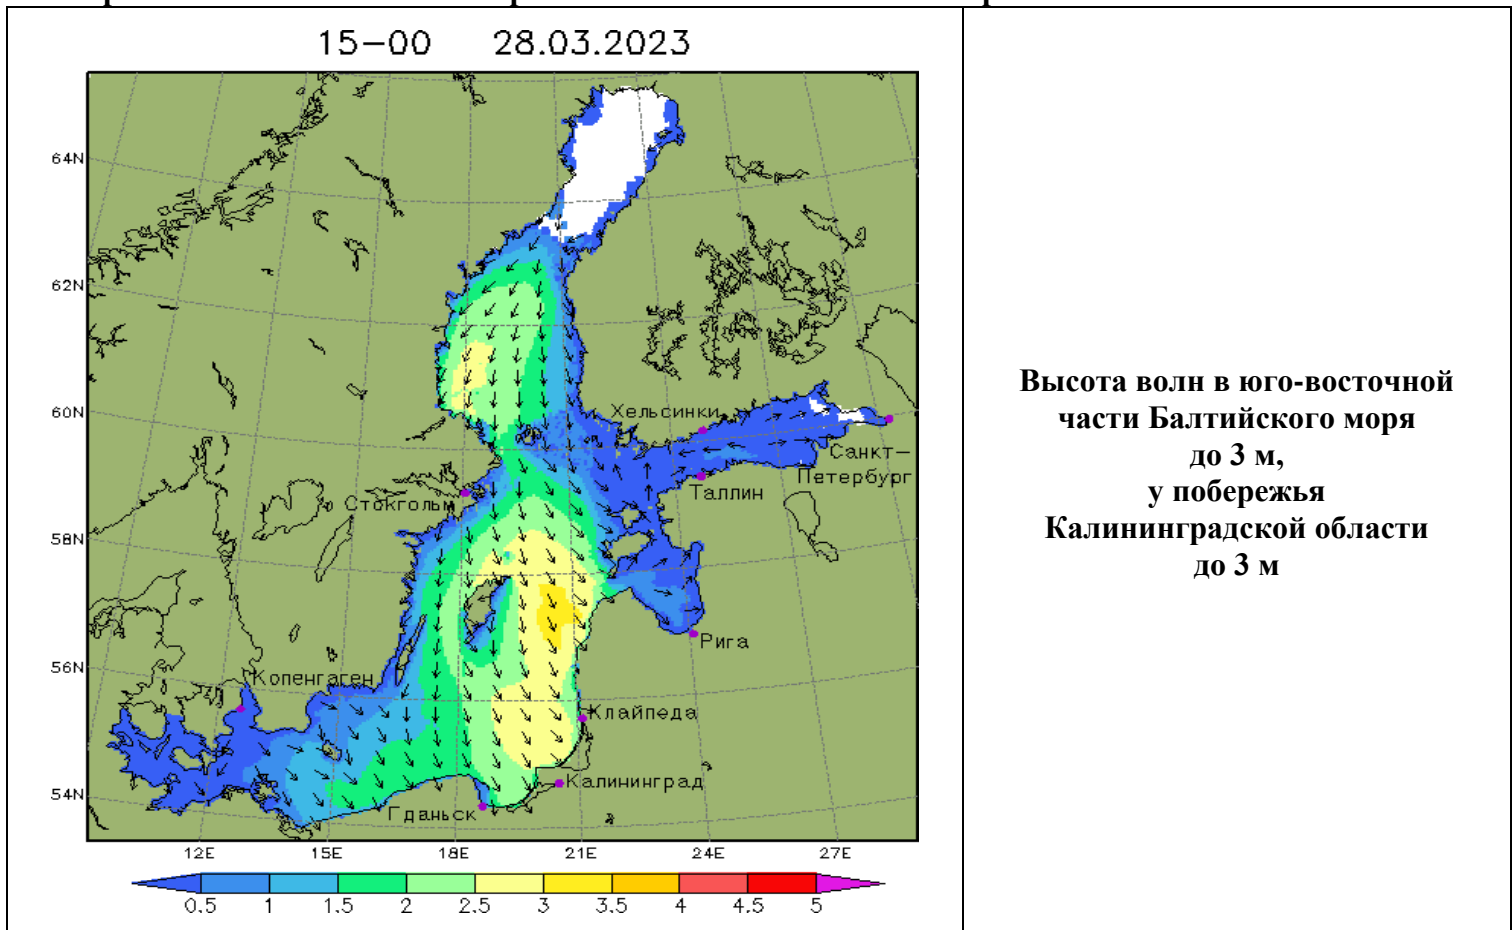 15-00 28.03.2023
64N
62N
60N
58N
56N
54N
Хельсинки
Санкт-
Петербург
Таллин
Стокгольм
Рига
Копенгаген
Клайпеда
Калининград
Гданьск
12E 15E 18E 21E 24E 27E
0.5 1 1.5 2 2.5 3 3.5 4 4.5 5
Высота волн в юго-восточной
части Балтийского моря
до 3 м,
у побережья
Калининградской области
до 3 м